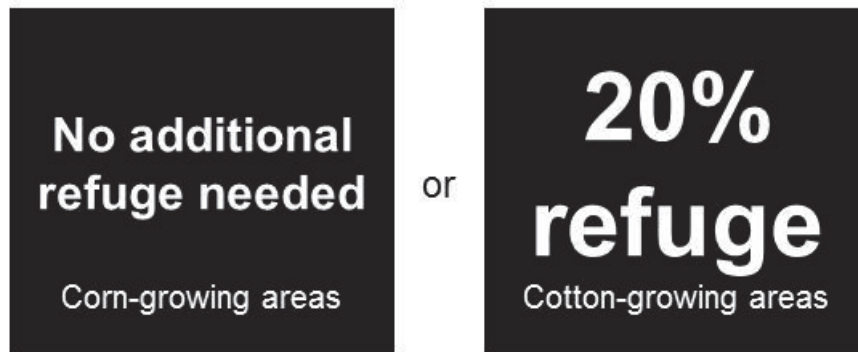 No additional
refuge needed
Corn-growing areas
or
20%
refuge
Cotton-growing areas